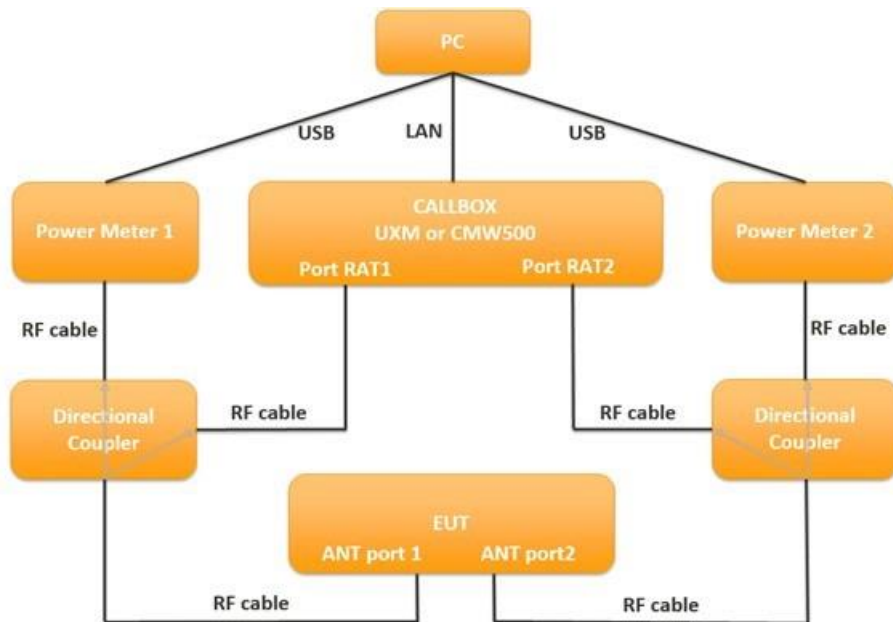 PC
USB
LAN
USB
Power Meter 1
CALLBOX
UXM or CMW500
Port RAT1
Port RAT2
Power Meter 2
RF cable
RF cable
Directional
Coupler
RF cable
RF cable
Directional
Coupler
EUT
ANT port 1
ANT port2
RF cable
RF cable